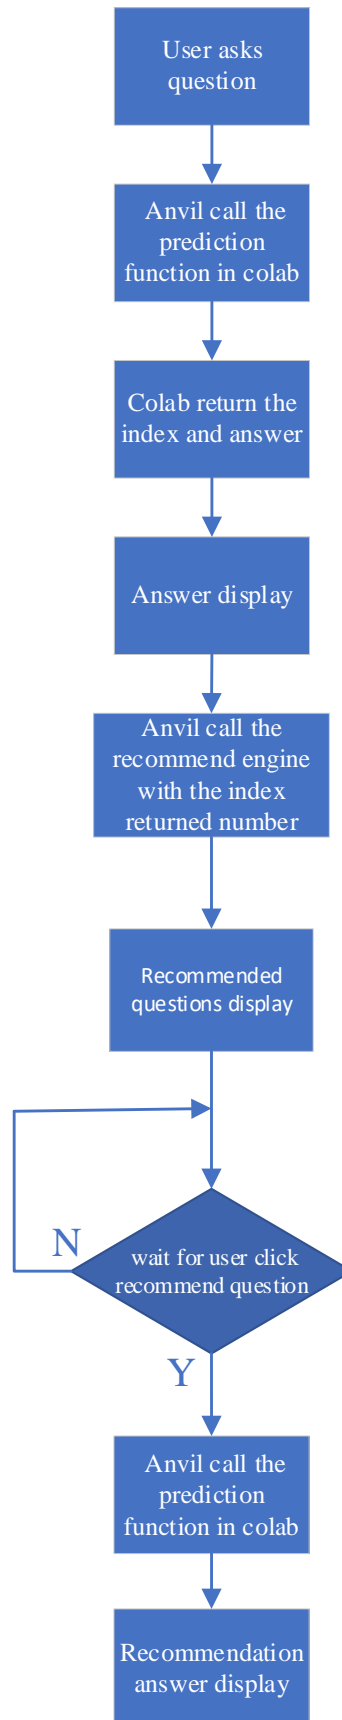 User asks
question
Anvil call the
prediction
function in colab
Colab return the
index and answer
Answer display
Anvil call the
recommend engine
with the index
returned number
Recommended
questions display
wait for user click
recommend question
N
Y
Anvil call the
prediction
function in colab
Recommendation
answer display